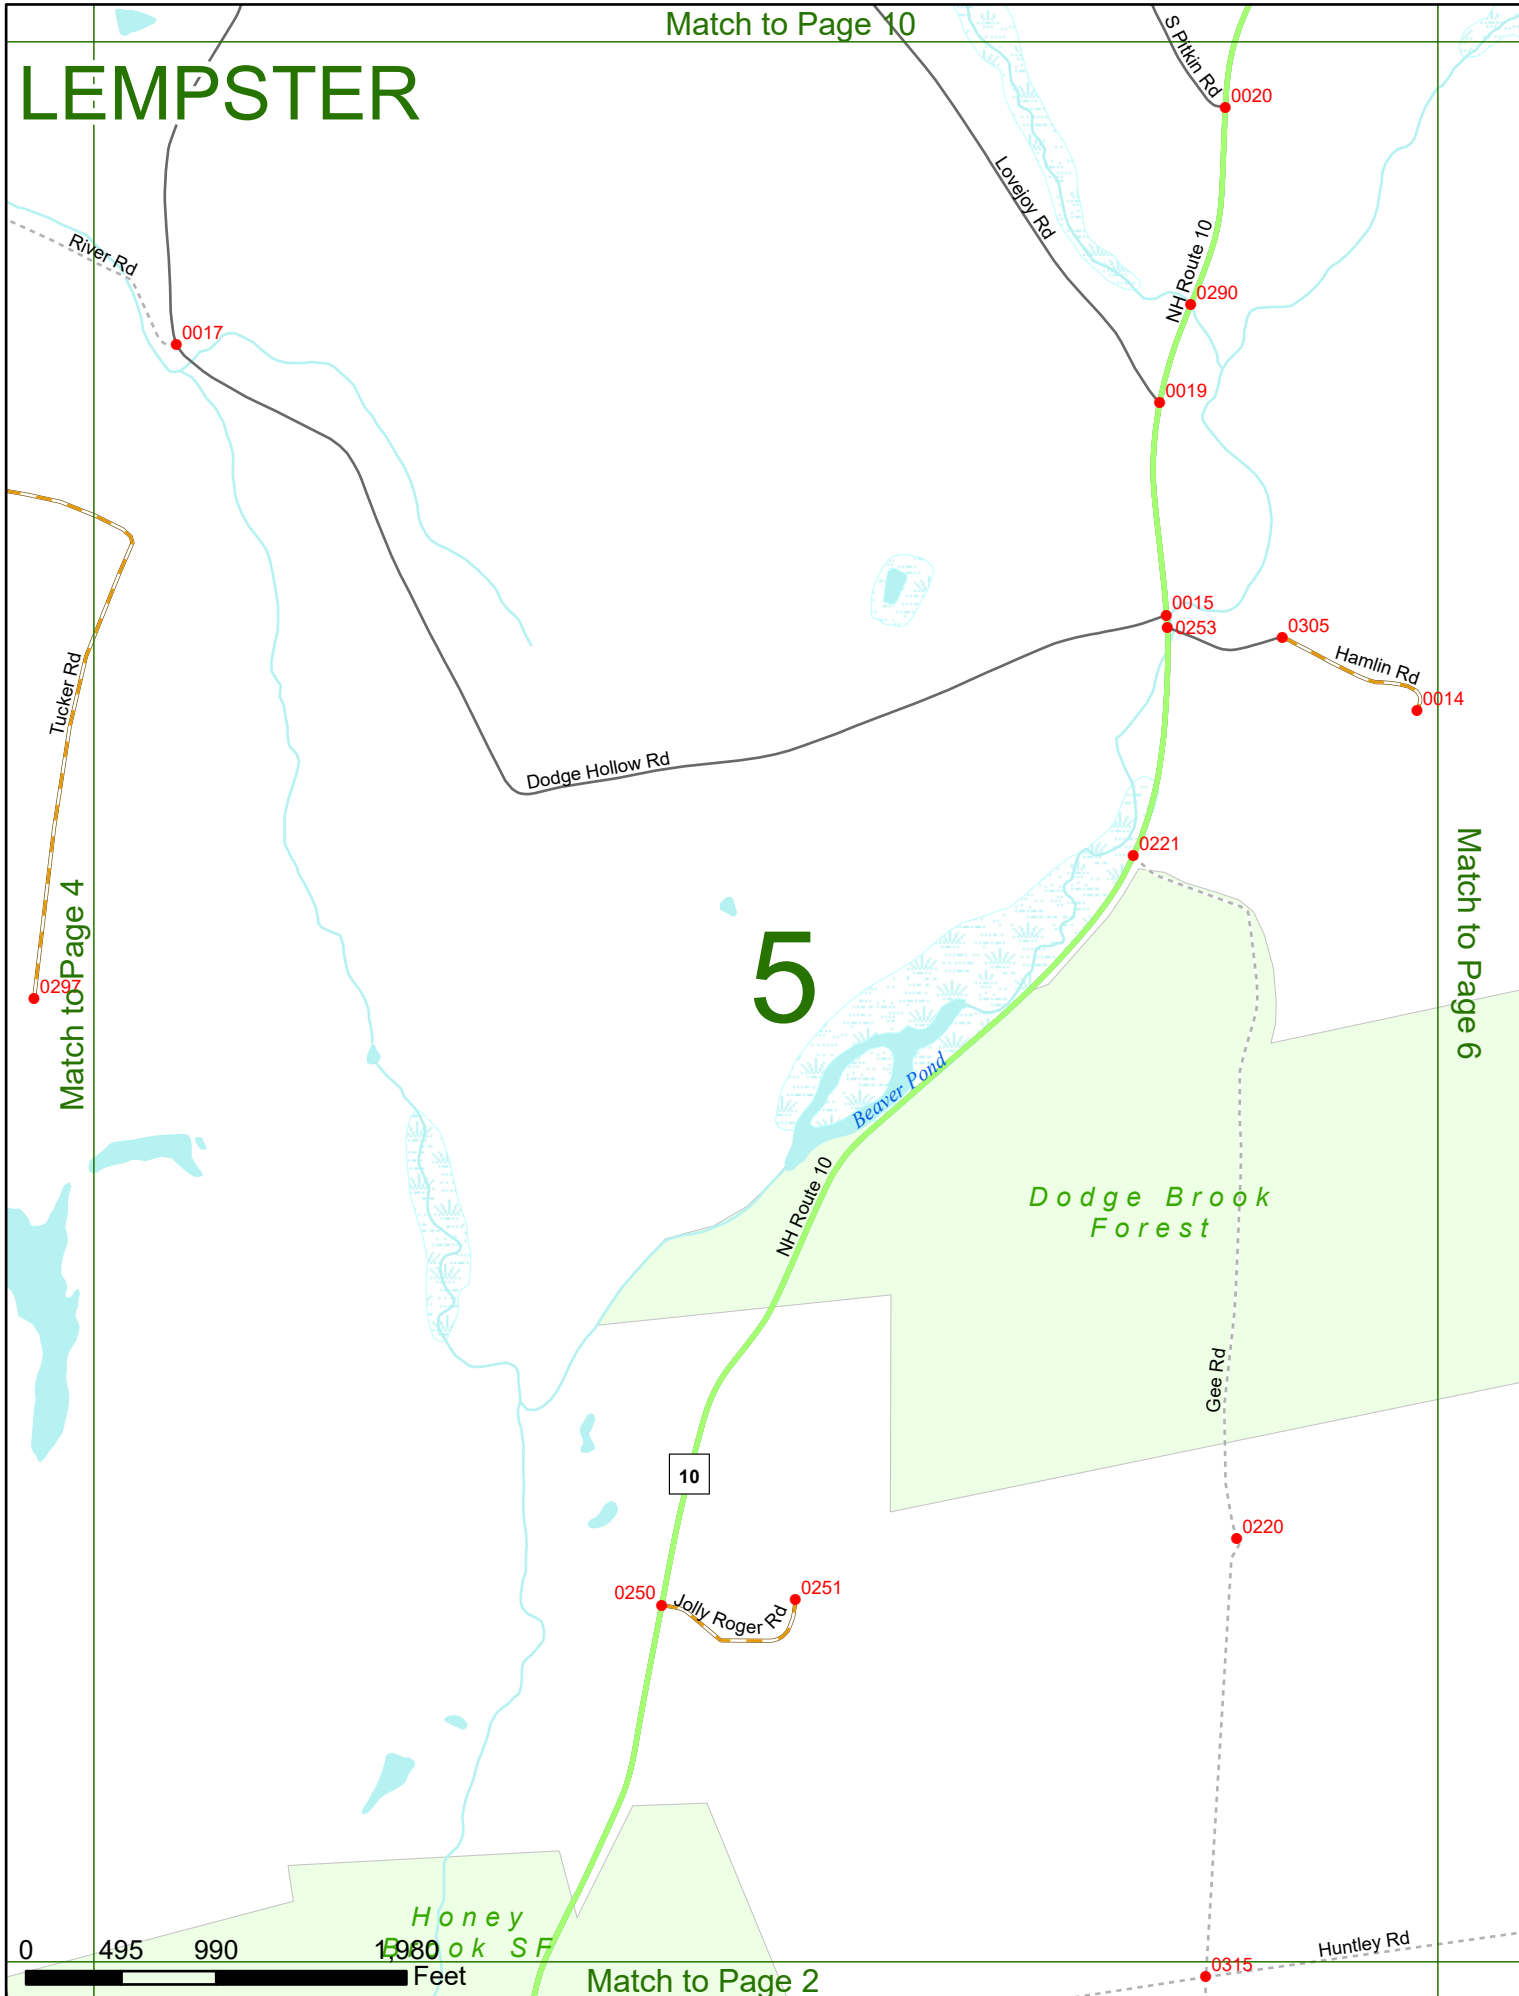 Match to Page 10
LEMPSTER
S Pitkin Rd
0020
Lovejoy Rd
NH Route 10
River Rd
0290
0017
0019
0015
0253
0305
Hamlin Rd
0014
Tucker Rd
Dodge Hollow Rd
0221
Match to Page 4
5
Match to Page 6
0297
Beaver Pond
NH Route 10
Dodge Brook
Forest
Gee Rd
10
0220
0250
Jolly Roger Rd
0251
Honey
Brook SF
0 495 990 1,980
Feet
Huntley Rd
0315
Match to Page 2